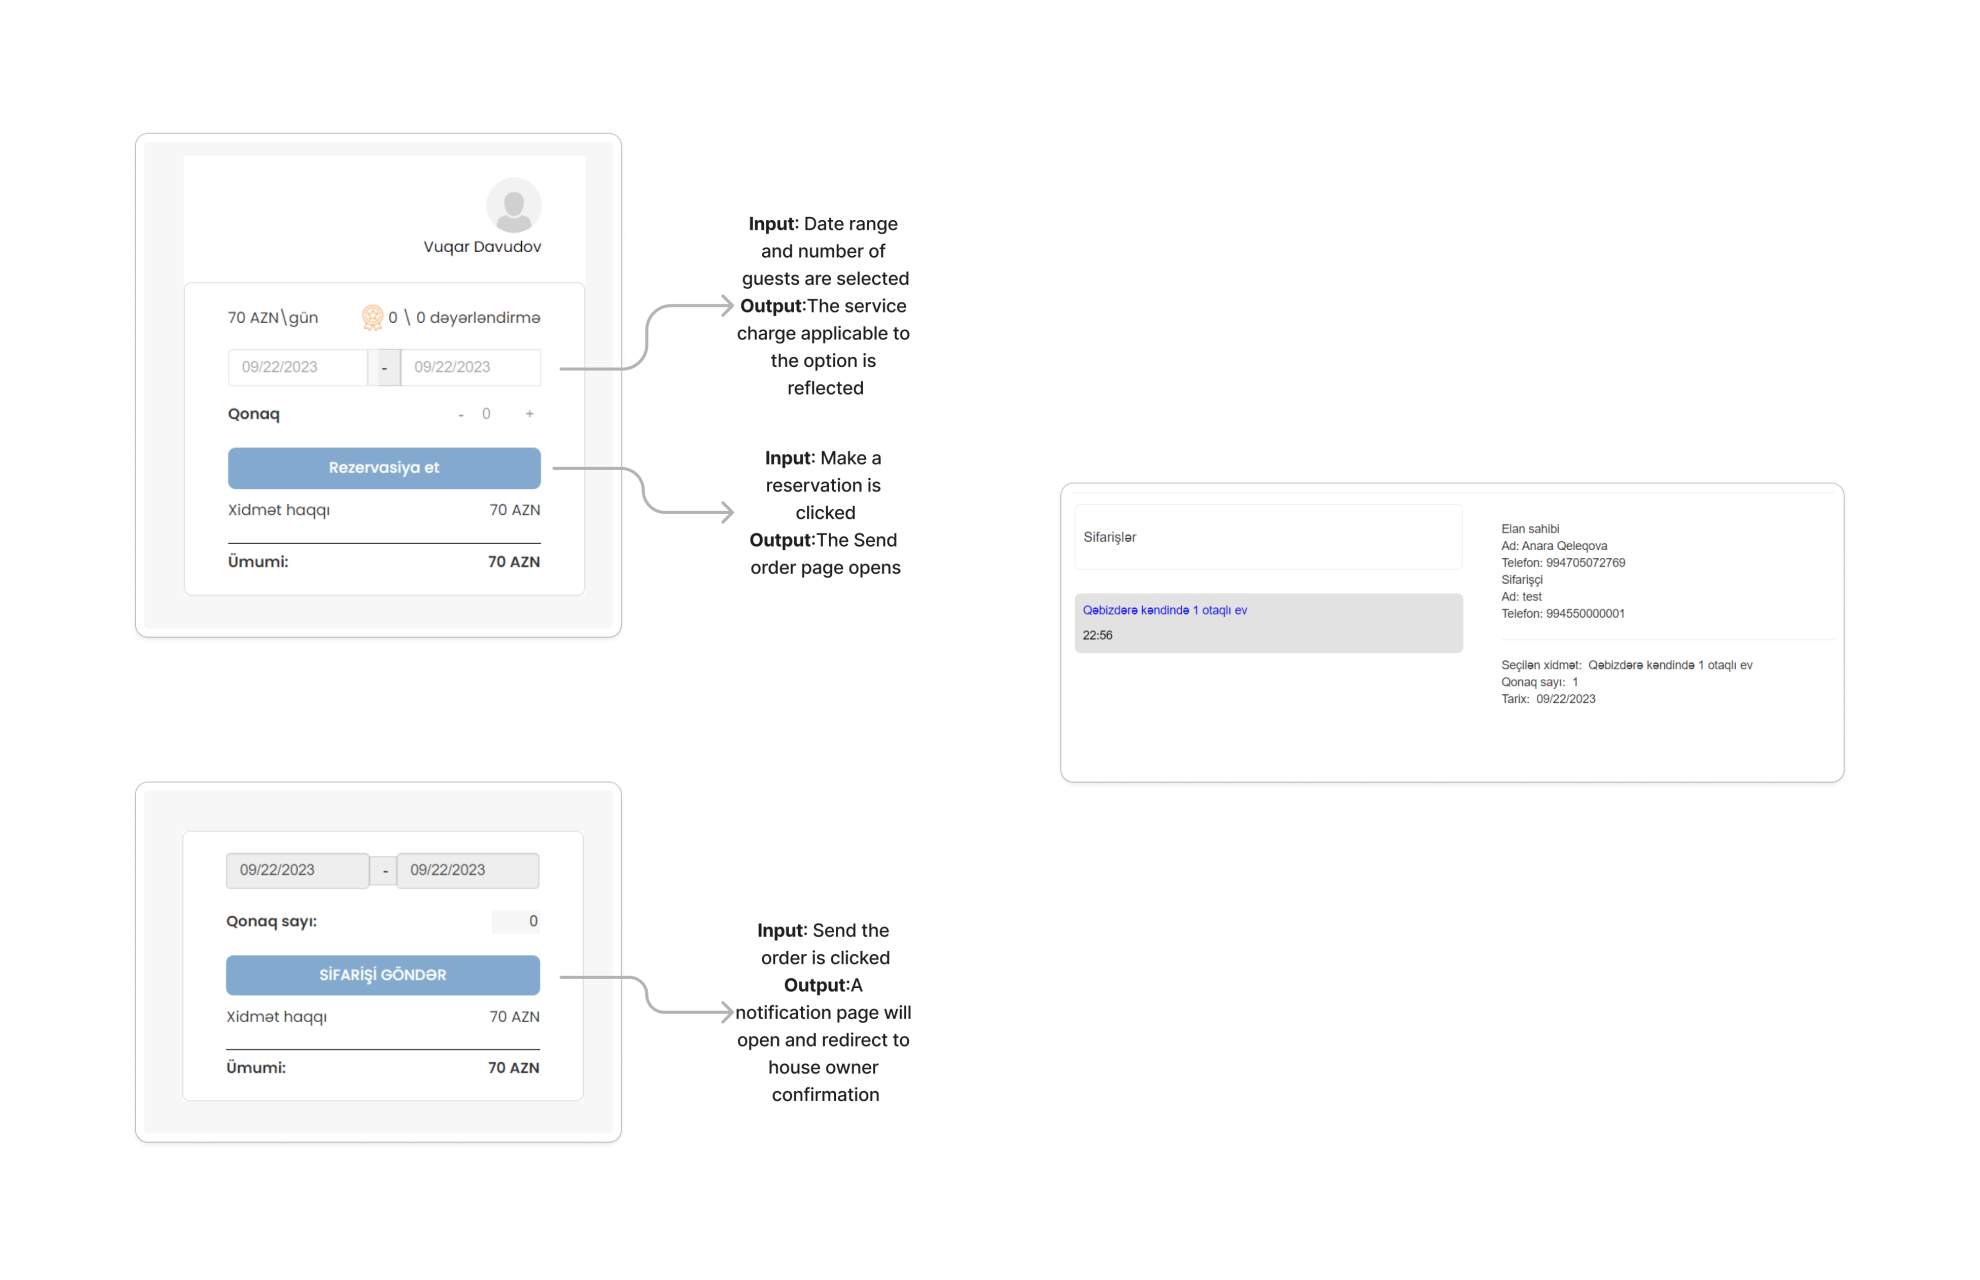 Vuqar Davudov
70 AZN\gün 0 \ 0 dəyərləndirmə
09/22/2023 - 09/22/2023
Qonaq - 0 +
Rezervasiya et
Xidmət haqqı 70 AZN
Ümumi: 70 AZN
Input: Date range
and number of
guests are selected
Output:The service
charge applicable to
the option is
reflected
Input: Make a
reservation is
clicked
Output:The Send
order page opens
09/22/2023 - 09/22/2023
Qonaq sayı: 0
SİFARİŞİ GÖNDƏR
Xidmət haqqı 70 AZN
Ümumi: 70 AZN
Input: Send the
order is clicked
Output:A
notification page will
open and redirect to
house owner
confirmation
Sifarişlər
Qəbizdərə kəndində 1 otaqlı ev
22:56
Elan sahibi
Ad: Anara Qeleqova
Telefon: 994705072769
Sifarişçi
Ad: test
Telefon: 994550000001
Seçilən xidmət: Qəbizdərə kəndində 1 otaqlı ev
Qonaq sayı: 1
Tarix: 09/22/2023